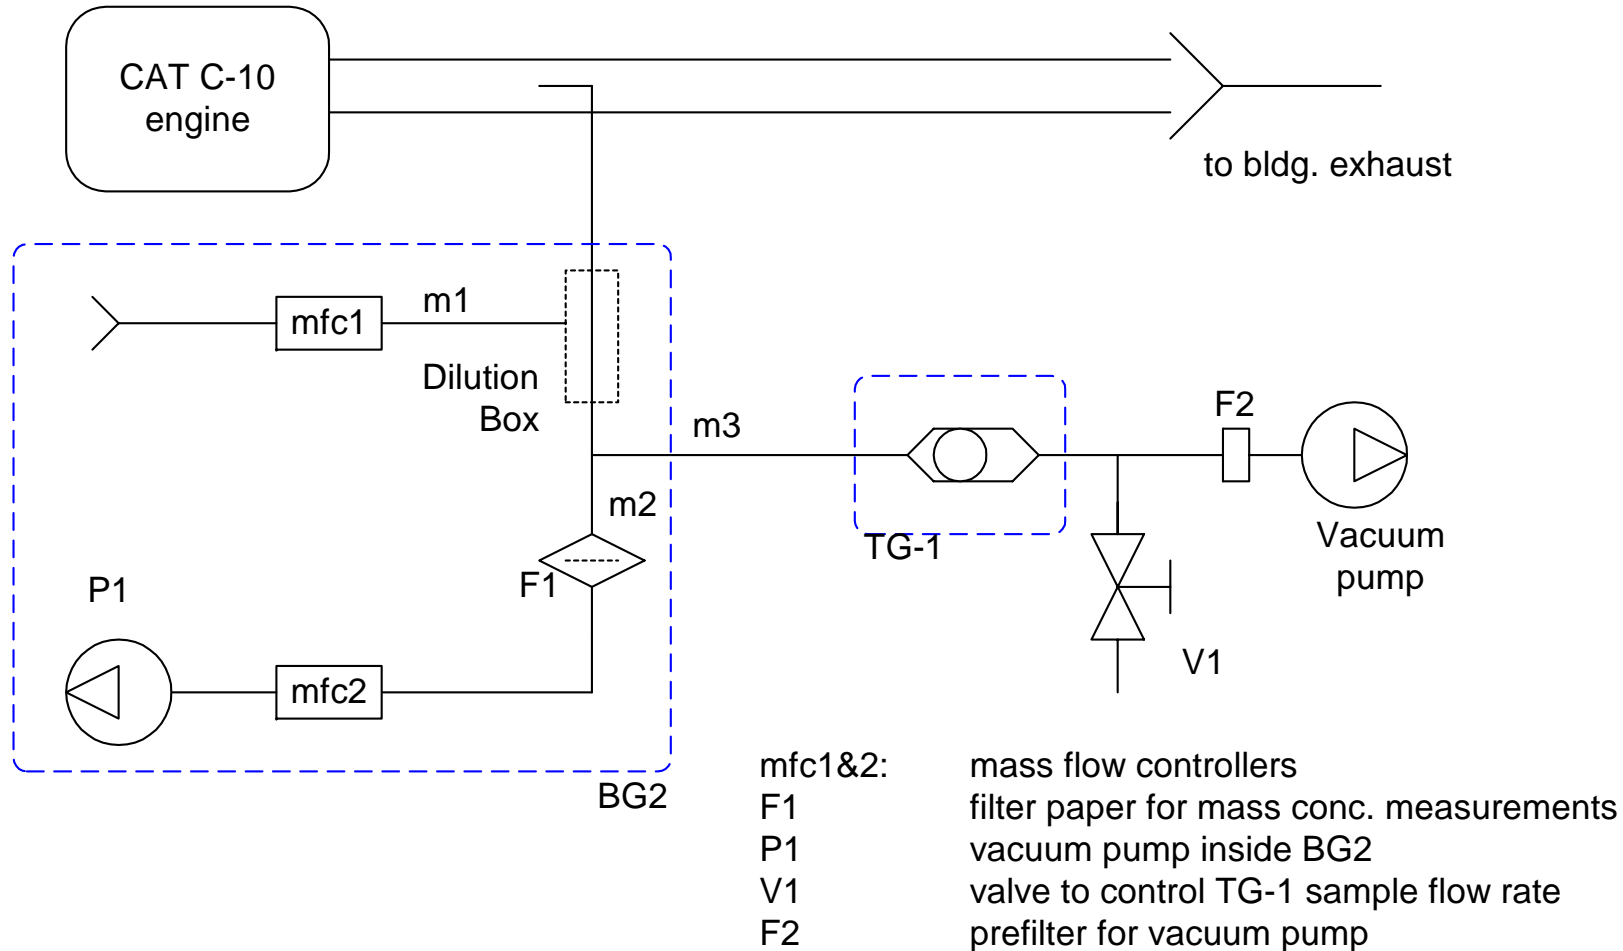 CAT C-10
engine
to bldg. exhaust
mfc1
m1
Dilution
Box
m3
F2
m2
TG-1
Vacuum
pump
F1
P1
V1
mfc2
BG2
mfc1&2: mass flow controllers
F1 filter paper for mass conc. measurements
P1 vacuum pump inside BG2
V1 valve to control TG-1 sample flow rate
F2 prefilter for vacuum pump